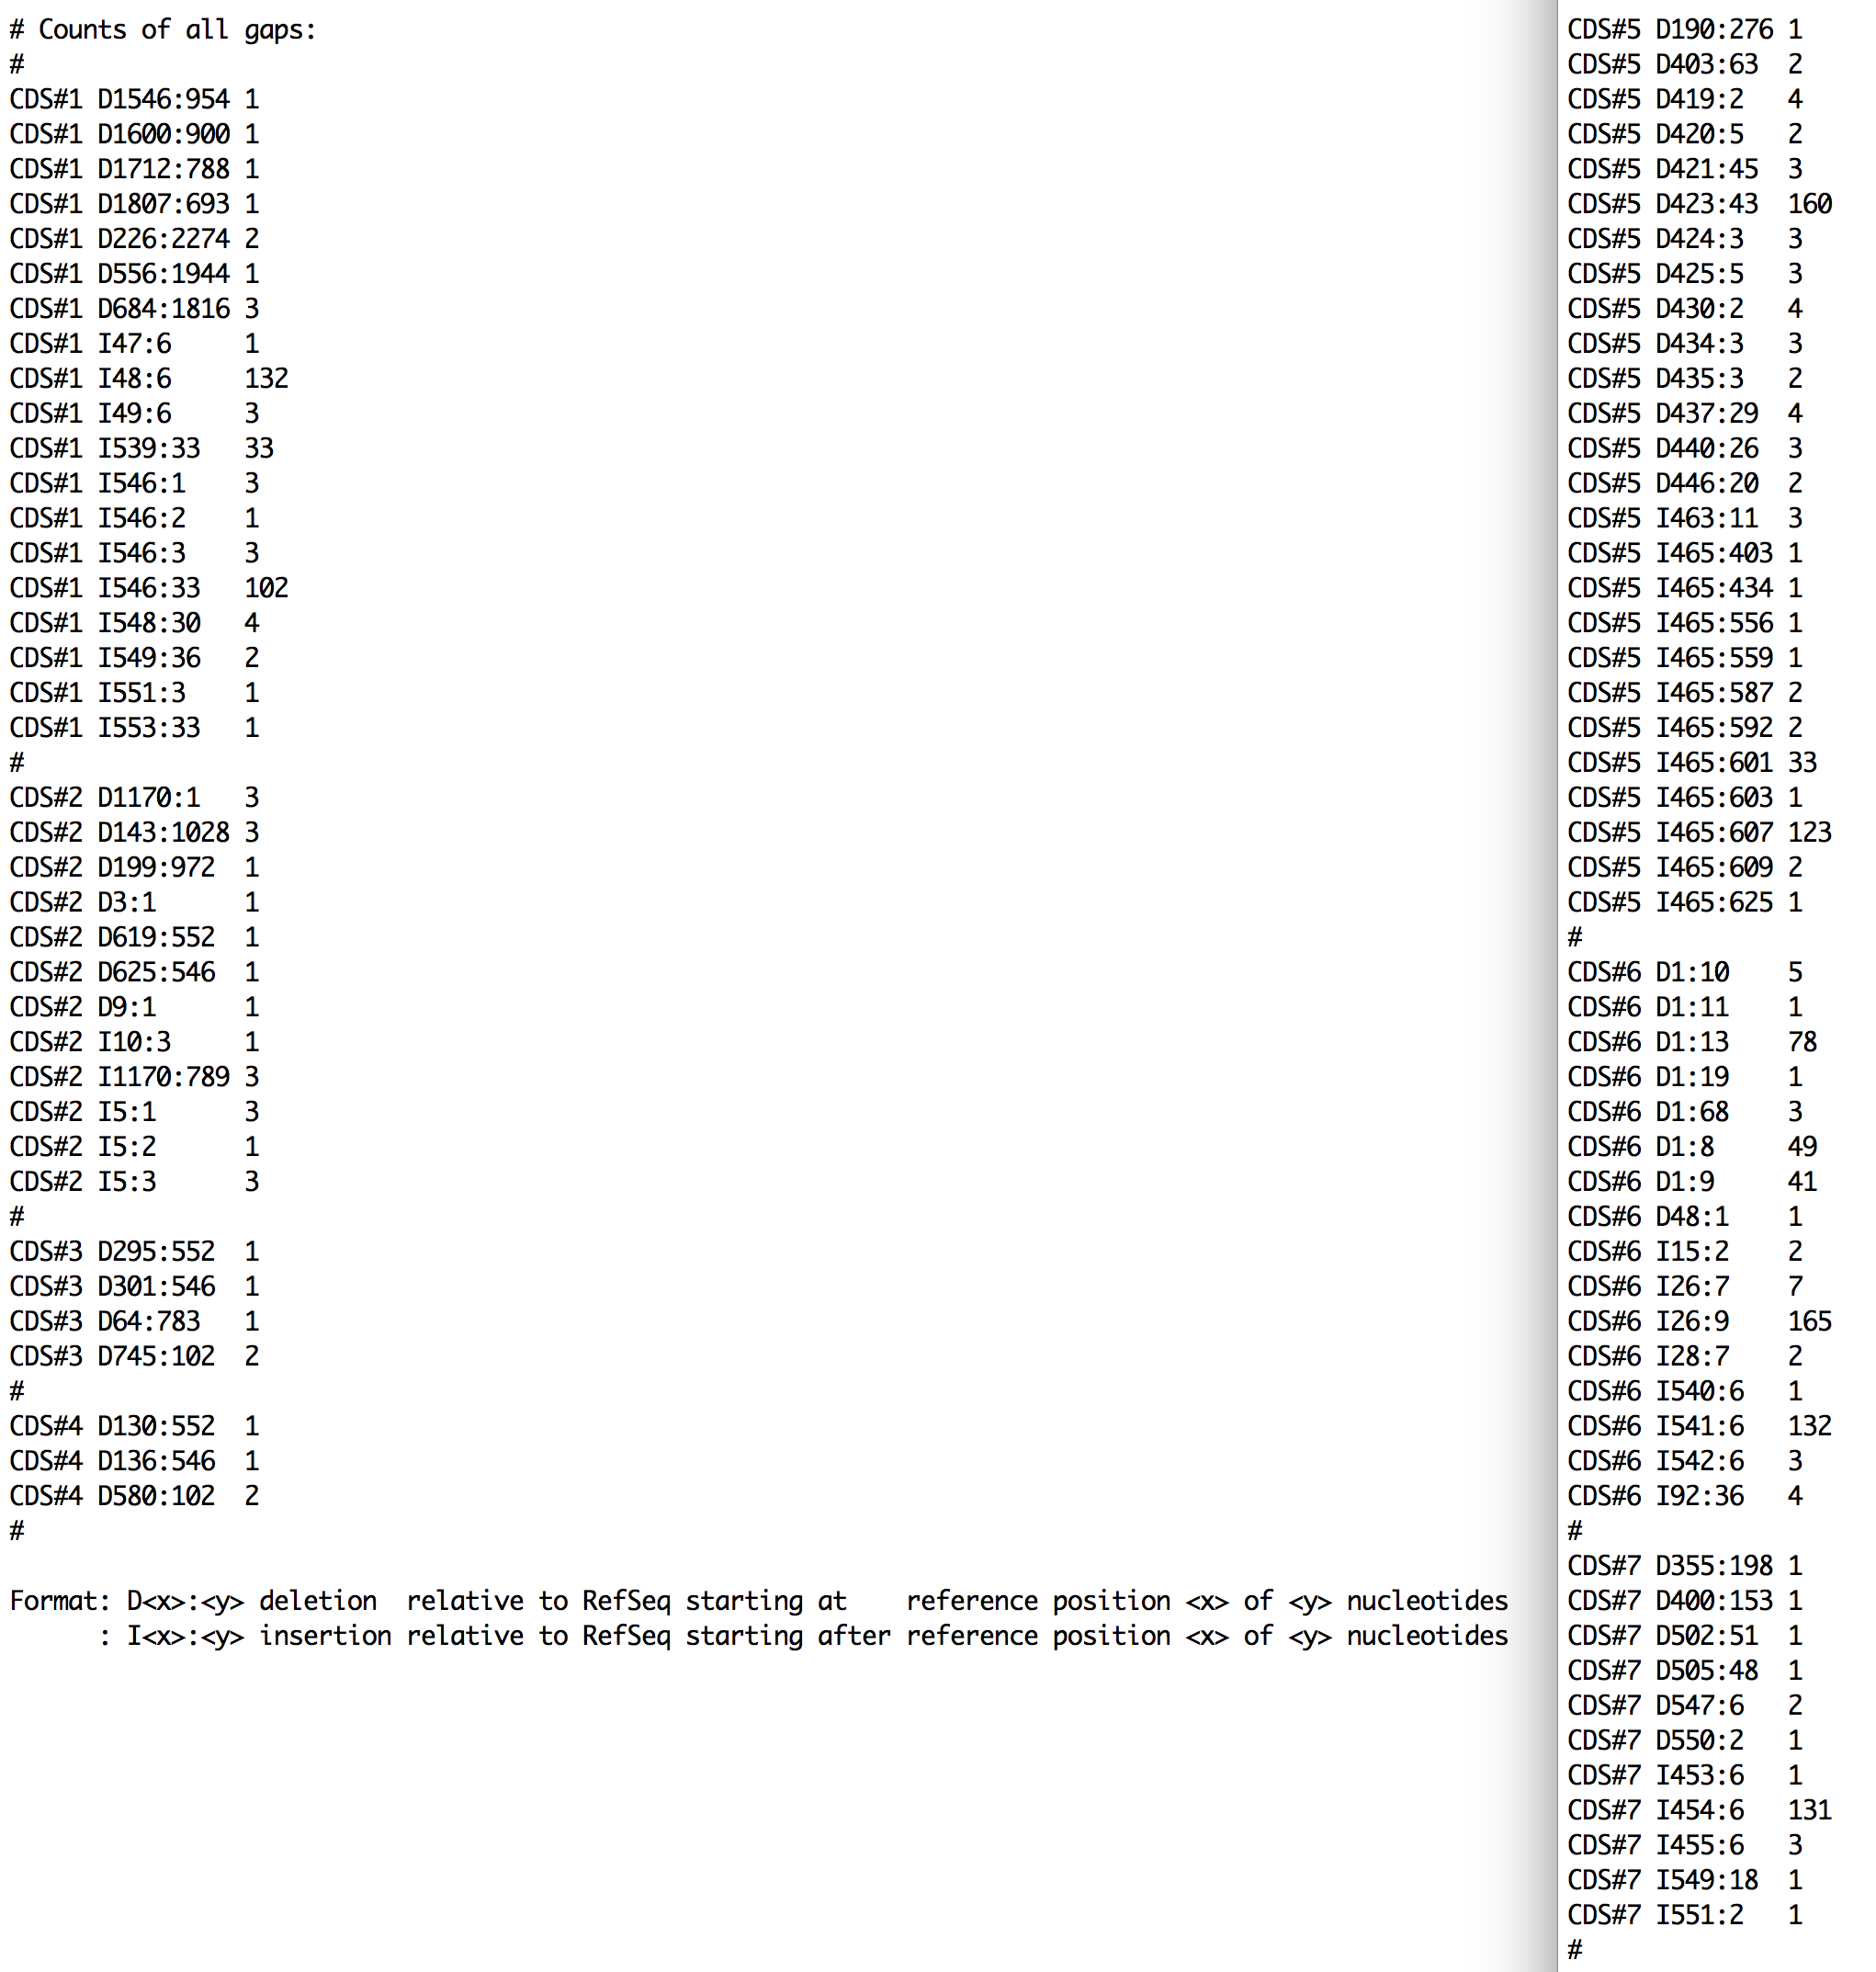 # Counts of all gaps:
#
CDS#1 D1546:954 1
CDS#1 D1600:900 1
CDS#1 D1712:788 1
CDS#1 D1807:693 1
CDS#1 D226:2274 2
CDS#1 D556:1944 1
CDS#1 D684:1816 3
CDS#1 I47:6     1
CDS#1 I48:6     132
CDS#1 I49:6     3
CDS#1 I539:33   33
CDS#1 I546:1    3
CDS#1 I546:2    1
CDS#1 I546:3    3
CDS#1 I546:33   102
CDS#1 I548:30   4
CDS#1 I549:36   2
CDS#1 I551:3    1
CDS#1 I553:33   1
#
CDS#2 D1170:1   3
CDS#2 D143:1028 3
CDS#2 D199:972  1
CDS#2 D3:1      1
CDS#2 D619:552  1
CDS#2 D625:546  1
CDS#2 D9:1      1
CDS#2 I10:3     1
CDS#2 I1170:789 3
CDS#2 I5:1      3
CDS#2 I5:2      1
CDS#2 I5:3      3
#
CDS#3 D295:552  1
CDS#3 D301:546  1
CDS#3 D64:783   1
CDS#3 D745:102  2
#
CDS#4 D130:552  1
CDS#4 D136:546  1
CDS#4 D580:102  2
#
Format: D<x>:<y> deletion  relative to RefSeq starting at    reference position <x> of <y> nucleotides
      : I<x>:<y> insertion relative to RefSeq starting after reference position <x> of <y> nucleotides
CDS#5 D190:276 1
CDS#5 D403:63  2
CDS#5 D419:2   4
CDS#5 D420:5   2
CDS#5 D421:45  3
CDS#5 D423:43  160
CDS#5 D424:3   3
CDS#5 D425:5   3
CDS#5 D430:2   4
CDS#5 D434:3   3
CDS#5 D435:3   2
CDS#5 D437:29  4
CDS#5 D440:26  3
CDS#5 D446:20  2
CDS#5 I463:11  3
CDS#5 I465:403 1
CDS#5 I465:434 1
CDS#5 I465:556 1
CDS#5 I465:559 1
CDS#5 I465:587 2
CDS#5 I465:592 2
CDS#5 I465:601 33
CDS#5 I465:603 1
CDS#5 I465:607 123
CDS#5 I465:609 2
CDS#5 I465:625 1
#
CDS#6 D1:10    5
CDS#6 D1:11    1
CDS#6 D1:13    78
CDS#6 D1:19    1
CDS#6 D1:68    3
CDS#6 D1:8     49
CDS#6 D1:9     41
CDS#6 D48:1    1
CDS#6 I15:2    2
CDS#6 I26:7    7
CDS#6 I26:9    165
CDS#6 I28:7    2
CDS#6 I540:6   1
CDS#6 I541:6   132
CDS#6 I542:6   3
CDS#6 I92:36   4
#
CDS#7 D355:198 1
CDS#7 D400:153 1
CDS#7 D502:51  1
CDS#7 D505:48  1
CDS#7 D547:6   2
CDS#7 D550:2   1
CDS#7 I453:6   1
CDS#7 I454:6   131
CDS#7 I455:6   3
CDS#7 I549:18  1
CDS#7 I551:2   1
#